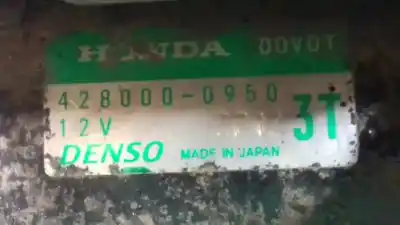 HONDA 00V0T
428000-0950
12V 3T
DENSO MADE IN JAPAN